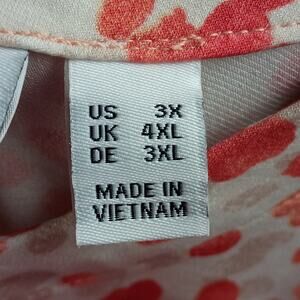 US 3X
UK 4XL
DE 3XL
MADE IN
VIETNAM